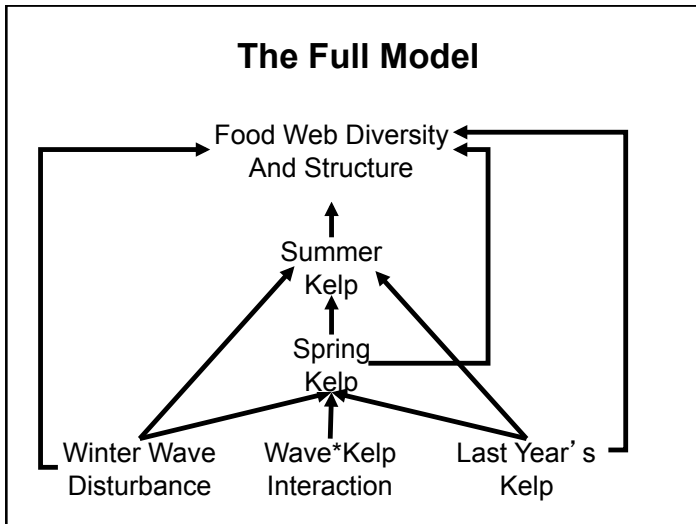 The Full Model
Food Web Diversity
And Structure
Summer
Kelp
Spring
Kelp
Winter Wave
Disturbance
Wave*Kelp
Interaction
Last Year’s
Kelp